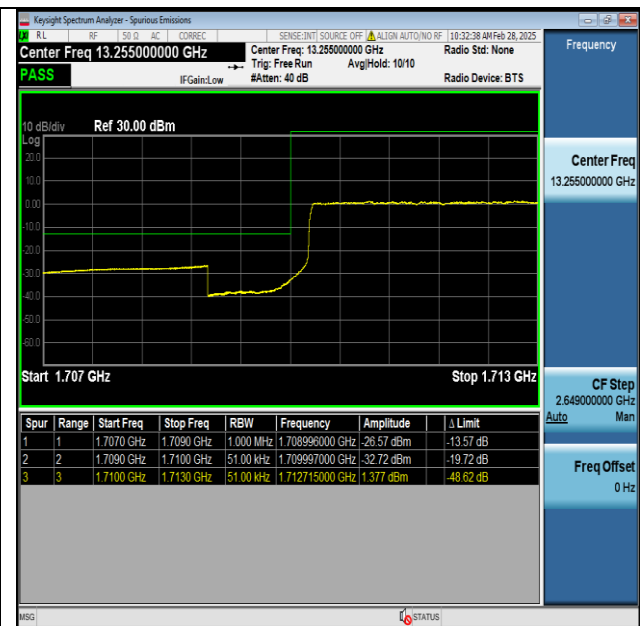 Keysight Spectrum Analyzer - Spurious Emissions
RL RF 50 Ω AC CORREC SENSE:INT SOURCE OFF ALIGN AUTO/NO RF 10:32:38 AM Feb 28, 2025
Center Freq 13.255000000 GHz
Center Freq: 13.255000000 GHz
Radio Std: None
Trig: Free Run Avg|Hold: 10/10
PASS
IFGain:Low
#Atten: 40 dB
Radio Device: BTS
10 dB/div Ref 30.00 dBm
Log
20.0
10.0
0.00
-10.0
-20.0
-30.0
-40.0
-50.0
-60.0
Start 1.707 GHz Stop 1.713 GHz
Spur Range Start Freq Stop Freq RBW Frequency Amplitude Δ Limit
1 1 1.7070 GHz 1.7090 GHz 1.000 MHz 1.708996000 GHz -26.57 dBm -13.57 dB
2 2 1.7090 GHz 1.7100 GHz 51.00 kHz 1.709997000 GHz -32.72 dBm -19.72 dB
3 3 1.7100 GHz 1.7130 GHz 51.00 kHz 1.712715000 GHz 1.377 dBm -48.62 dB
Frequency
Center Freq
13.255000000 GHz
CF Step
2.649000000 GHz
Auto Man
Freq Offset
0 Hz
MSG STATUS